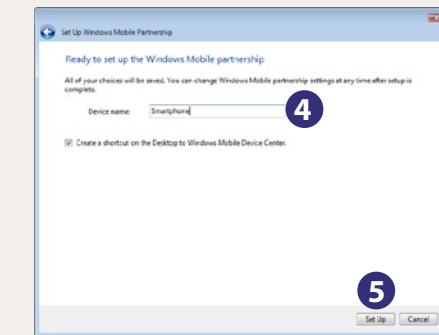 Set Up Windows Mobile Partnership
Ready to set up the Windows Mobile partnership
All of your choices will be saved. You can change Windows Mobile partnership settings at any time after setup is
complete.
Device name: Smartphone
4
Create a shortcut on the Desktop to Windows Mobile Device Center.
5
Set Up Cancel